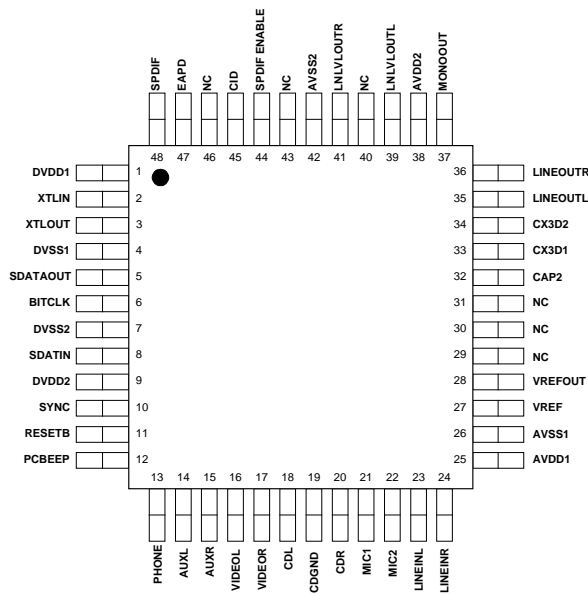 SPDIF
EAPD
NC
CID
SPDIF ENABLE
NC
AVSS2
LNLVLOUTR
NC
LNLVLOUTL
AVDD2
MONOOUT
48 47 46 45 44 43 42 41 40 39 38 37
DVDD1 1 36 LINEOUTR
XTLIN 2 35 LINEOUTL
XTLOUT 3 34 CX3D2
DVSS1 4 33 CX3D1
SDATAOUT 5 32 CAP2
BITCLK 6 31 NC
DVSS2 7 30 NC
SDATIN 8 29 NC
DVDD2 9 28 VREFOUT
SYNC 10 27 VREF
RESETB 11 26 AVSS1
PCBEEP 12 25 AVDD1
13 14 15 16 17 18 19 20 21 22 23 24
PHONE
AUXL
AUXR
VIDEOL
VIDEOR
CDL
CDGND
CDR
MIC1
MIC2
LINEINL
LINEINR